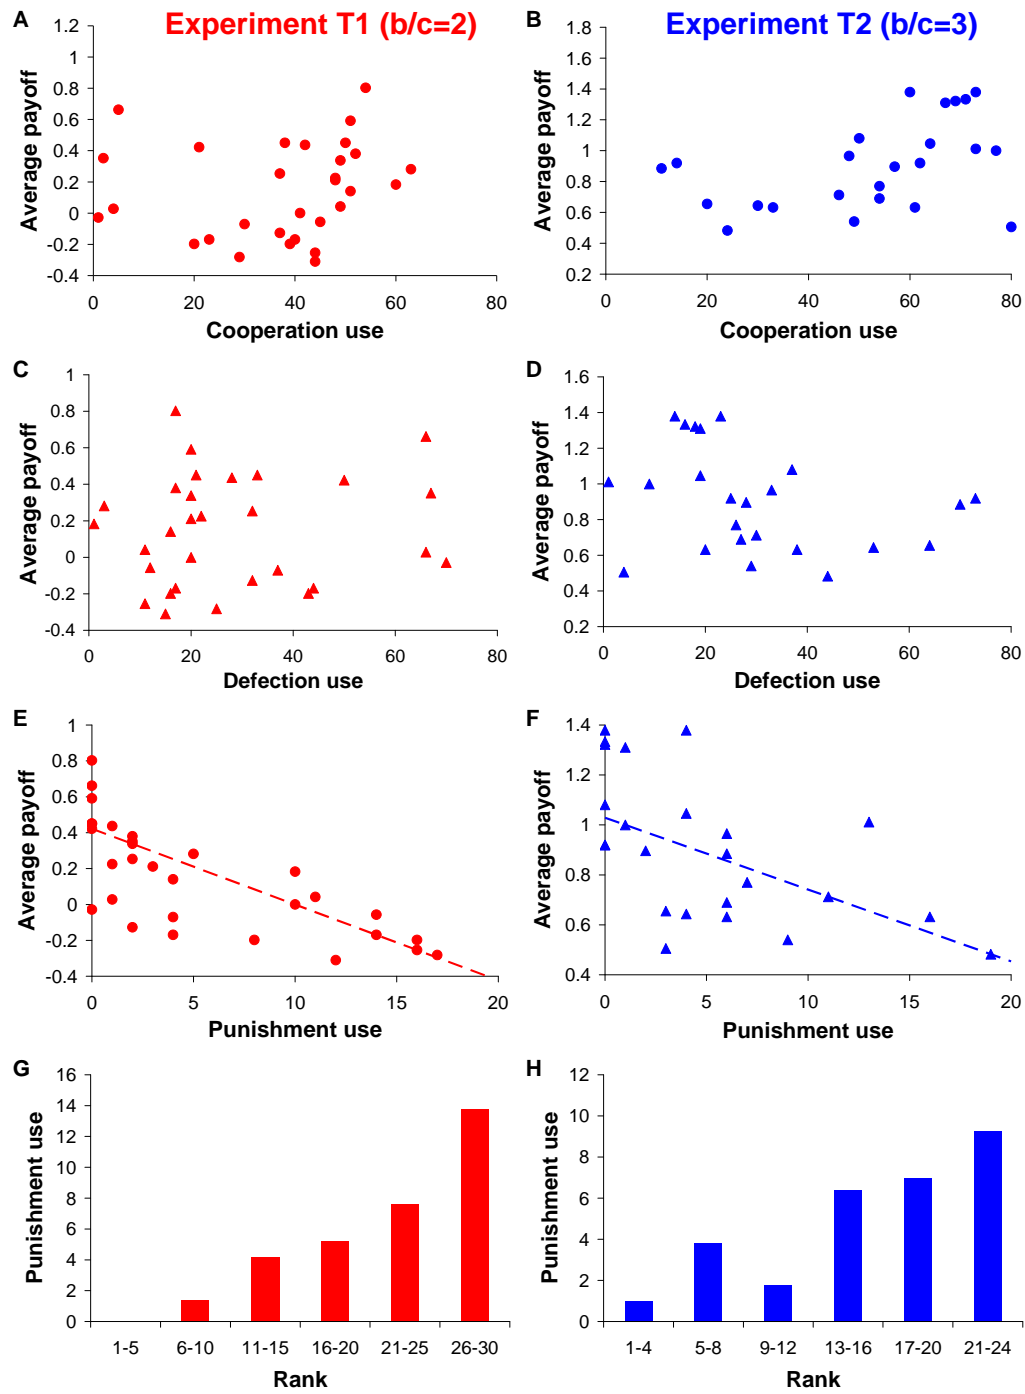 A Experiment T1 (b/c=2)
Average payoff
1.2
1
0.8
0.6
0.4
0.2
0
-0.2
-0.4
0 20 40 60 80
Cooperation use
B Experiment T2 (b/c=3)
Average payoff
1.8
1.6
1.4
1.2
1
0.8
0.6
0.4
0.2
0 20 40 60 80
Cooperation use
C
Average payoff
1
0.8
0.6
0.4
0.2
0
-0.2
-0.4
0 20 40 60 80
Defection use
D
Average payoff
1.6
1.4
1.2
1
0.8
0.6
0.4
0.2
0 20 40 60 80
Defection use
E
Average payoff
1
0.8
0.6
0.4
0.2
0
-0.2
-0.4
0 5 10 15 20
Punishment use
F
Average payoff
1.4
1.2
1
0.8
0.6
0.4
0 5 10 15 20
Punishment use
G
Punishment use
16
14
12
10
8
6
4
2
0
1-5 6-10 11-15 16-20 21-25 26-30
Rank
H
Punishment use
12
10
8
6
4
2
0
1-4 5-8 9-12 13-16 17-20 21-24
Rank